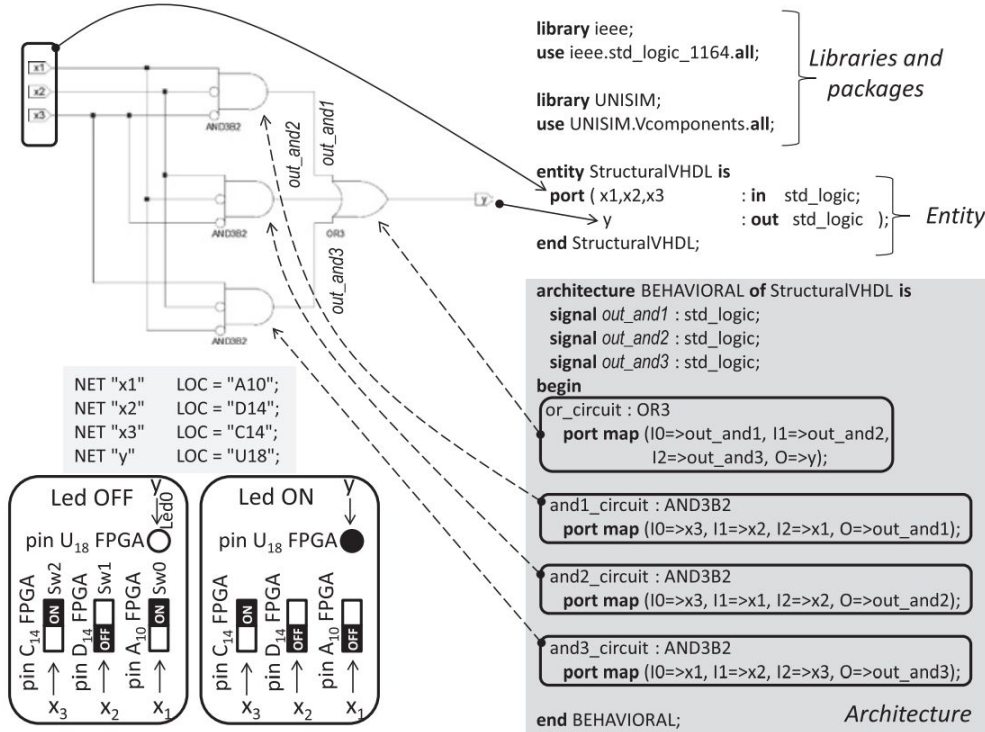 x1
x2
x3
AND3B2
AND3B2
AND3B2
OR3
y
out_and1
out_and2
out_and3
library ieee;
use ieee.std_logic_1164.all;
library UNISIM;
use UNISIM.Vcomponents.all;
Libraries and
packages
entity StructuralVHDL is
port ( x1,x2,x3 : in std_logic;
y : out std_logic );
end StructuralVHDL;
Entity
architecture BEHAVIORAL of StructuralVHDL is
signal out_and1 : std_logic;
signal out_and2 : std_logic;
signal out_and3 : std_logic;
begin
or_circuit : OR3
port map (I0=>out_and1, I1=>out_and2,
I2=>out_and3, O=>y);
and1_circuit : AND3B2
port map (I0=>x3, I1=>x2, I2=>x1, O=>out_and1);
and2_circuit : AND3B2
port map (I0=>x3, I1=>x1, I2=>x2, O=>out_and2);
and3_circuit : AND3B2
port map (I0=>x1, I1=>x2, I2=>x3, O=>out_and3);
end BEHAVIORAL;
Architecture
NET "x1" LOC = "A10";
NET "x2" LOC = "D14";
NET "x3" LOC = "C14";
NET "y" LOC = "U18";
Led OFF
y
Led0
pin U18 FPGA
pin C14 FPGA
Sw2
ON
pin D14 FPGA
Sw1
OFF
pin A10 FPGA
Sw0
ON
x3
x2
x1
Led ON
y
pin U18 FPGA
pin C14 FPGA
ON
pin D14 FPGA
OFF
pin A10 FPGA
OFF
x3
x2
x1